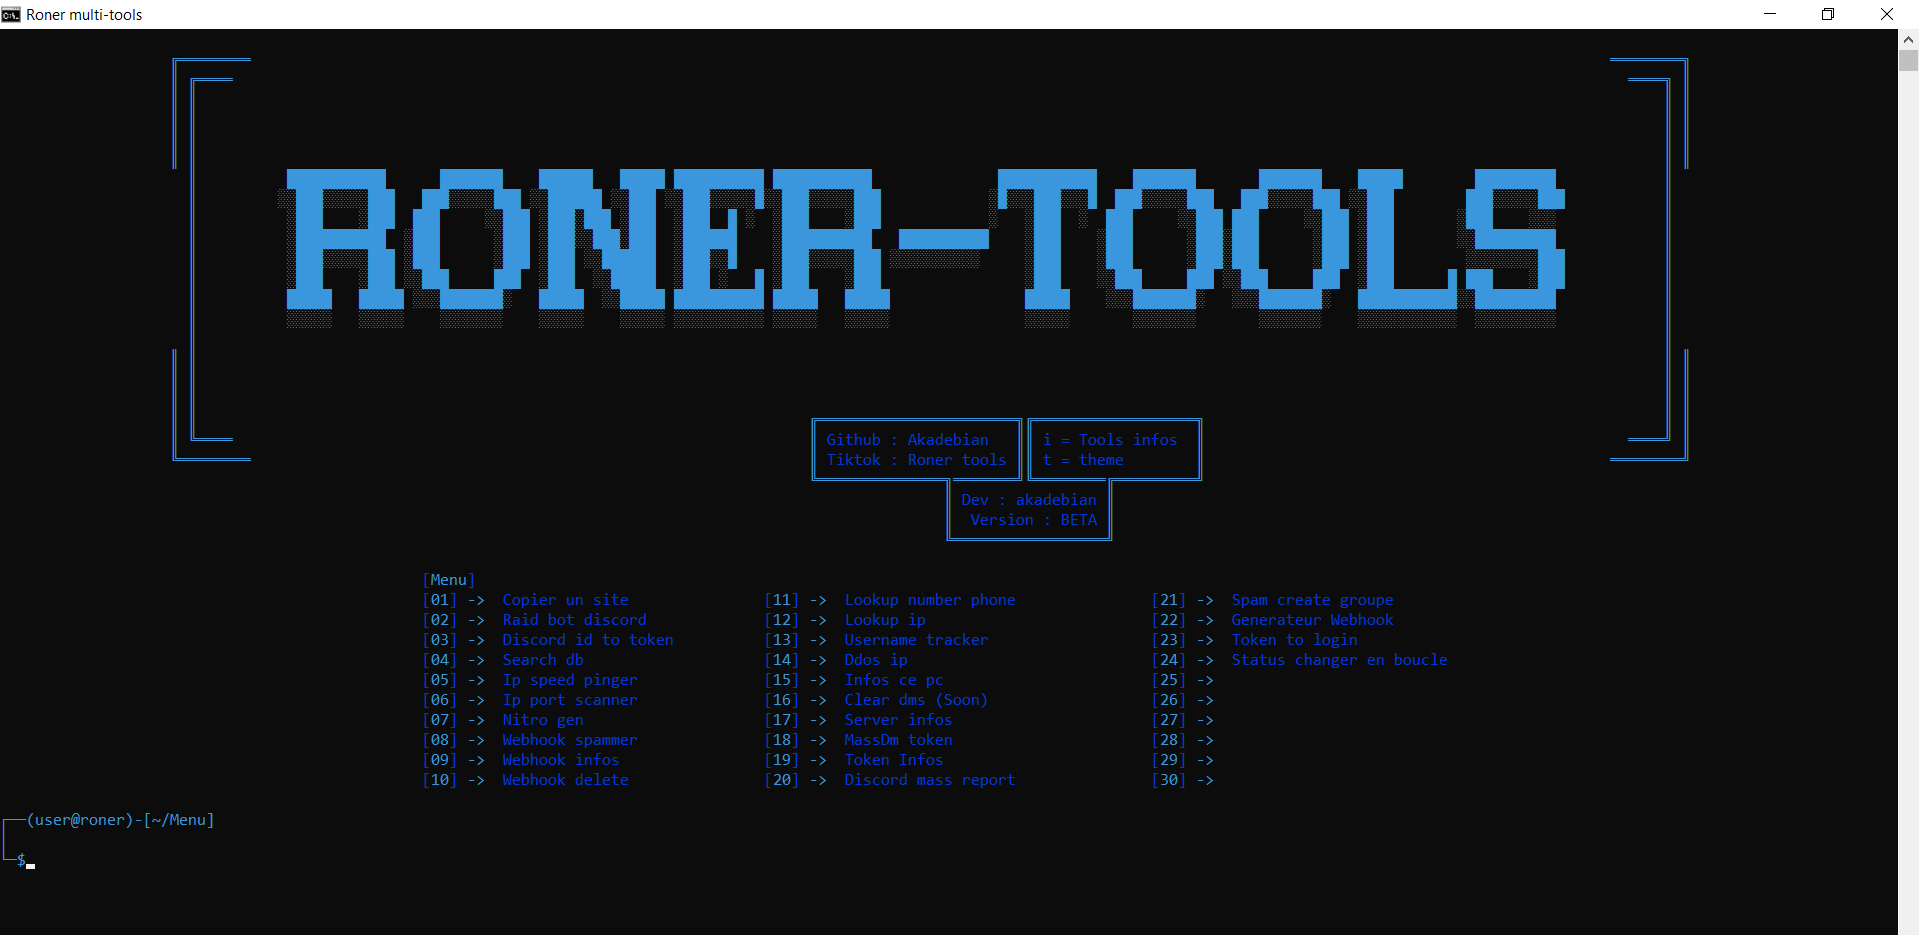 Roner multi-tools
RONER-TOOLS
Github : Akadebian
Tiktok : Roner tools
i = Tools infos
t = theme
Dev : akadebian
Version : BETA
[Menu]
[01] -> Copier un site
[02] -> Raid bot discord
[03] -> Discord id to token
[04] -> Search db
[05] -> Ip speed pinger
[06] -> Ip port scanner
[07] -> Nitro gen
[08] -> Webhook spammer
[09] -> Webhook infos
[10] -> Webhook delete
[11] -> Lookup number phone
[12] -> Lookup ip
[13] -> Username tracker
[14] -> Ddos ip
[15] -> Infos ce pc
[16] -> Clear dms (Soon)
[17] -> Server infos
[18] -> MassDm token
[19] -> Token Infos
[20] -> Discord mass report
[21] -> Spam create groupe
[22] -> Generateur Webhook
[23] -> Token to login
[24] -> Status changer en boucle
[25] ->
[26] ->
[27] ->
[28] ->
[29] ->
[30] ->
(user@roner)-[~/Menu]
$